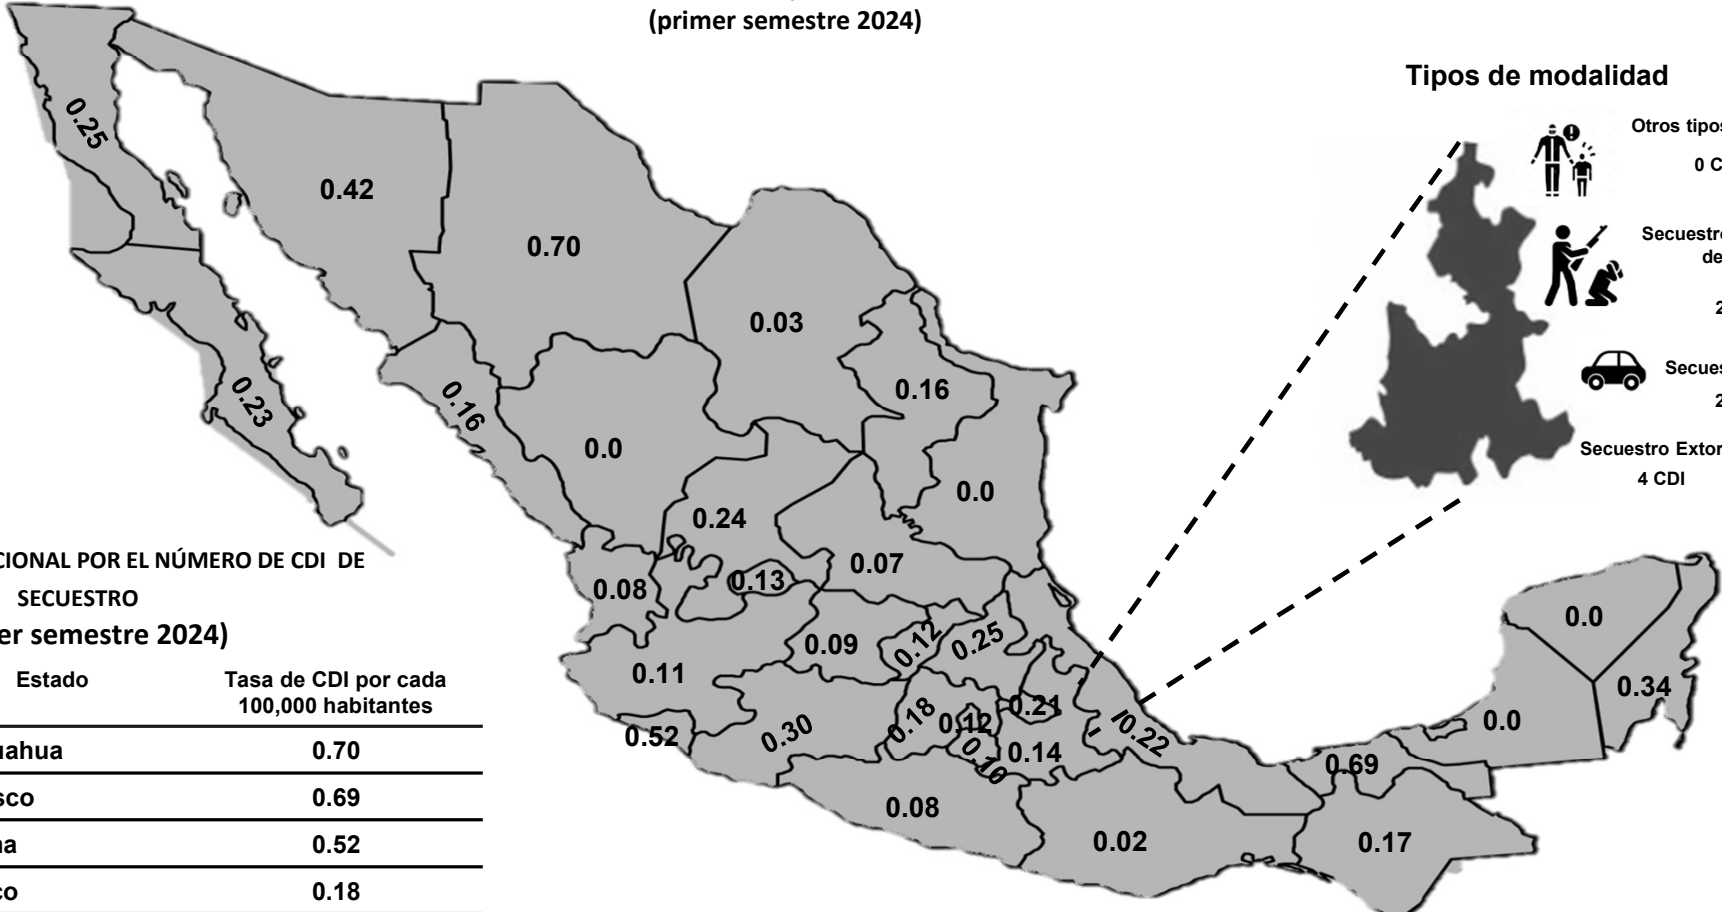 (primer semestre 2024)
Tipos de modalidad
Otros tipos
0 C
Secuestro
de
2
Secues
2
Secuestro Extor
4 CDI
0.25
0.42
0.70
0.03
0.16
0.23
0.16
0.0
0.0
0.24
0.07
0.13
0.08
0.09
0.12
0.25
0.11
0.21
0.18
0.12
0.30
0.52
0.10
0.14
0.22
0.08
0.02
0.69
0.17
0.0
0.0
0.34
CIONAL POR EL NÚMERO DE CDI DE
SECUESTRO
er semestre 2024)
Estado
Tasa de CDI por cada
100,000 habitantes
uahua 0.70
sco 0.69
na 0.52
co 0.18